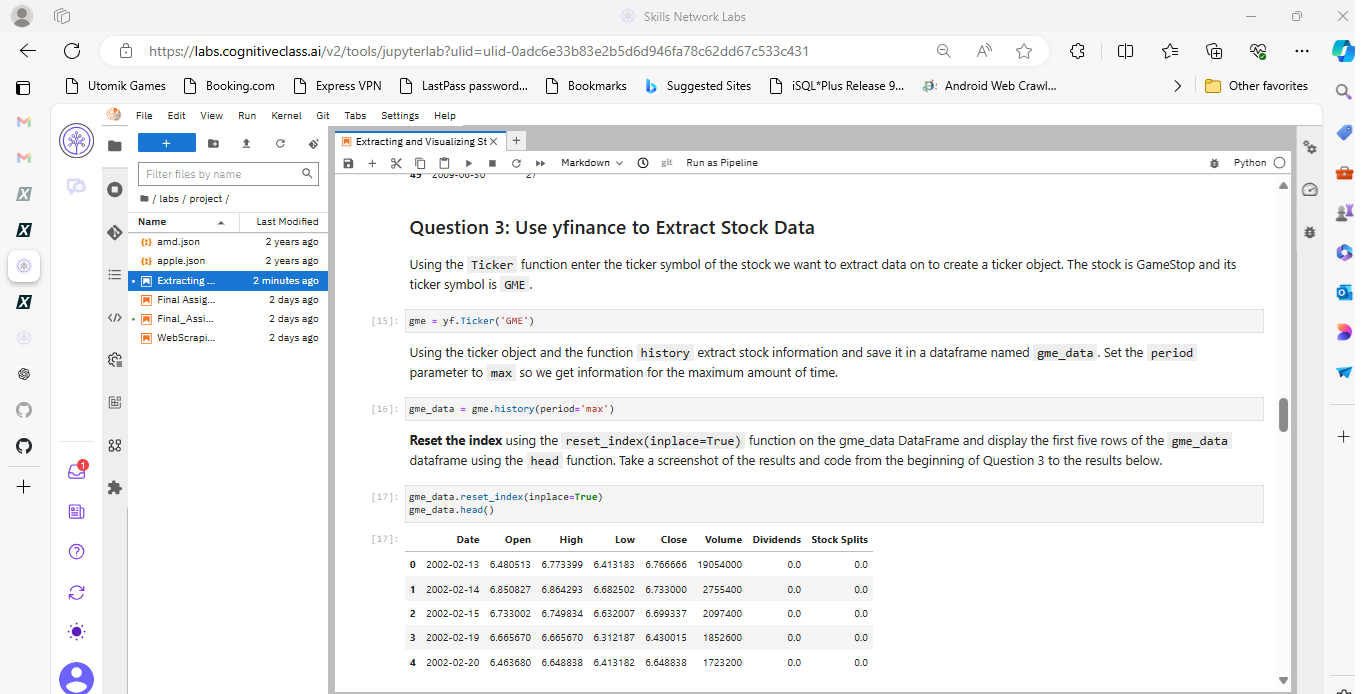 Skills Network Labs
https://labs.cognitiveclass.ai/v2/tools/jupyterlab?ulid=ulid-0adc6e33b83e2b5d6d946fa78c62dd67c533c431
Utomik Games Booking.com Express VPN LastPass password... Bookmarks Suggested Sites iSQL*Plus Release 9... Android Web Crawl... Other favorites
File Edit View Run Kernel Git Tabs Settings Help
Extracting and Visualizing St
Markdown git Run as Pipeline Python
Filter files by name
/ labs / project /
Name Last Modified
amd.json 2 years ago
apple.json 2 years ago
Extracting ... 2 minutes ago
Final Assig... 2 days ago
Final_Assi... 2 days ago
WebScrapi... 2 days ago
1
49 2009-06-30 27
Question 3: Use yfinance to Extract Stock Data
Using the Ticker function enter the ticker symbol of the stock we want to extract data on to create a ticker object. The stock is GameStop and its
ticker symbol is GME .
[15]: gme = yf.Ticker('GME')
Using the ticker object and the function history extract stock information and save it in a dataframe named gme_data . Set the period
parameter to max so we get information for the maximum amount of time.
[16]: gme_data = gme.history(period='max')
Reset the index using the reset_index(inplace=True) function on the gme_data DataFrame and display the first five rows of the gme_data
dataframe using the head function. Take a screenshot of the results and code from the beginning of Question 3 to the results below.
[17]: gme_data.reset_index(inplace=True)
gme_data.head()
[17]: Date Open High Low Close Volume Dividends Stock Splits
0 2002-02-13 6.480513 6.773399 6.413183 6.766666 19054000 0.0 0.0
1 2002-02-14 6.850827 6.864293 6.682502 6.733000 2755400 0.0 0.0
2 2002-02-15 6.733002 6.749834 6.632007 6.699337 2097400 0.0 0.0
3 2002-02-19 6.665670 6.665670 6.312187 6.430015 1852600 0.0 0.0
4 2002-02-20 6.463680 6.648838 6.413182 6.648838 1723200 0.0 0.0